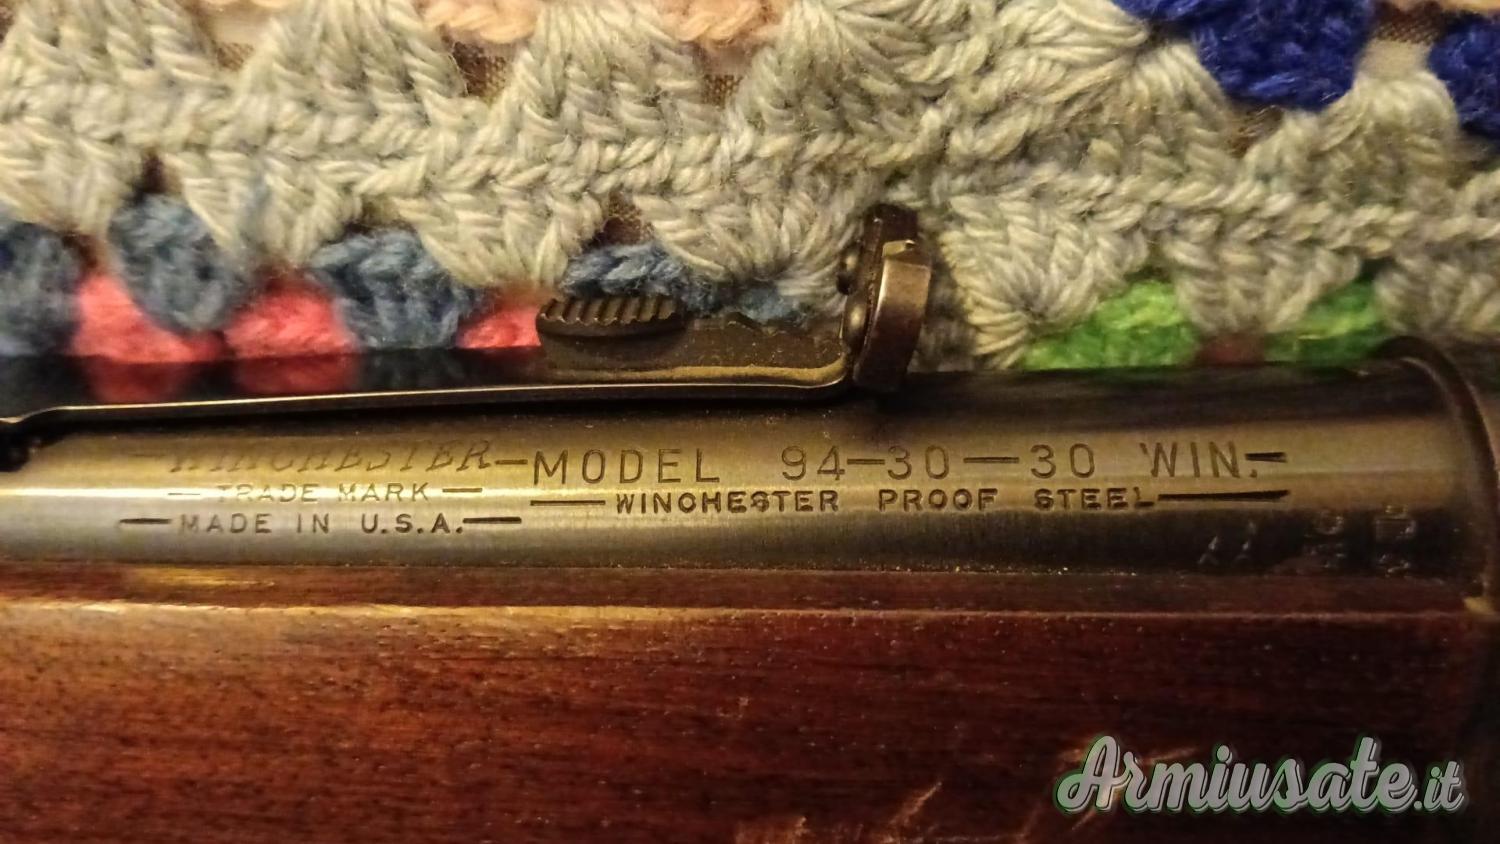 WINCHESTER—MODEL 94—30—30 WIN.—
— TRADE MARK — —WINCHESTER PROOF STEEL—
—MADE IN U.S.A.—
Armiusate.it